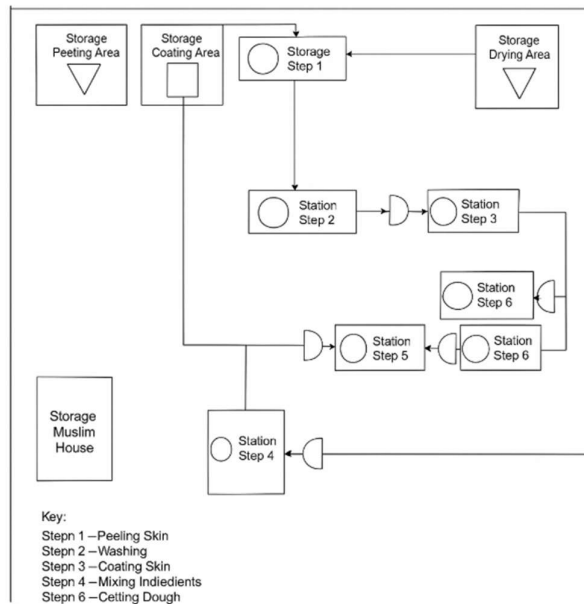 Storage
Peeting Area
Storage
Coating Area
Storage
Step 1
Storage
Drying Area
Station
Step 2
Station
Step 3
Station
Step 6
Station
Step 5
Station
Step 6
Storage
Muslim
House
Station
Step 4
Key:
Stepn 1 –Peeling Skin
Stepn 2 –Washing
Stepn 3 –Coating Skin
Stepn 4 –Mixing Indiedients
Stepn 6 –Cetting Dough